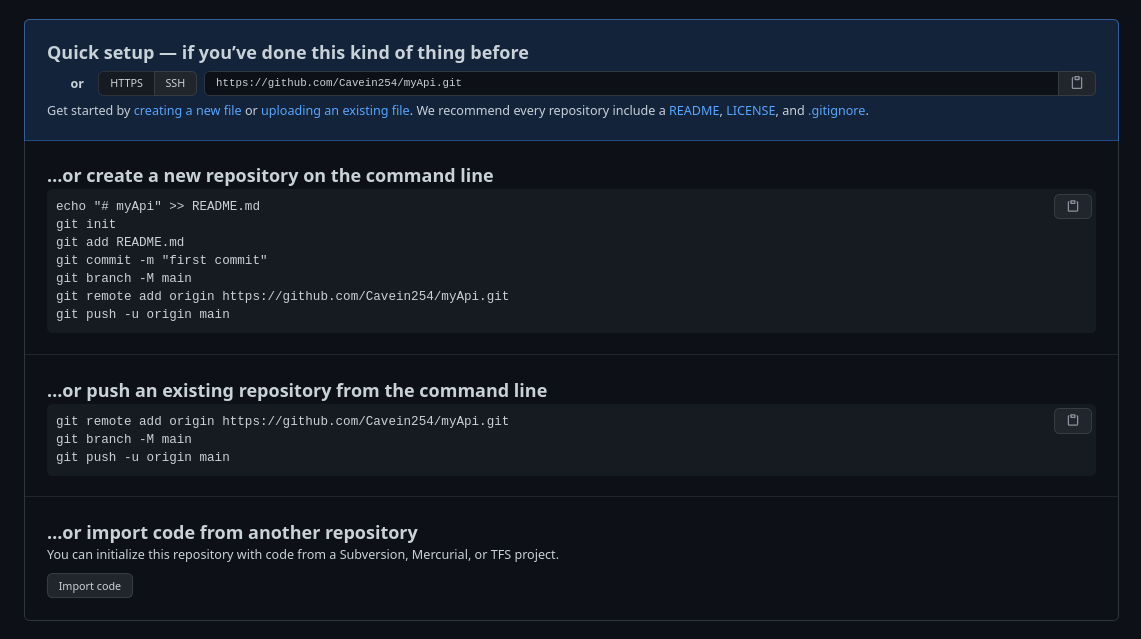 Quick setup — if you’ve done this kind of thing before
or HTTPS SSH https://github.com/Cavein254/myApi.git
Get started by creating a new file or uploading an existing file. We recommend every repository include a README, LICENSE, and .gitignore.
…or create a new repository on the command line
echo "# myApi" >> README.md
git init
git add README.md
git commit -m "first commit"
git branch -M main
git remote add origin https://github.com/Cavein254/myApi.git
git push -u origin main
…or push an existing repository from the command line
git remote add origin https://github.com/Cavein254/myApi.git
git branch -M main
git push -u origin main
…or import code from another repository
You can initialize this repository with code from a Subversion, Mercurial, or TFS project.
Import code